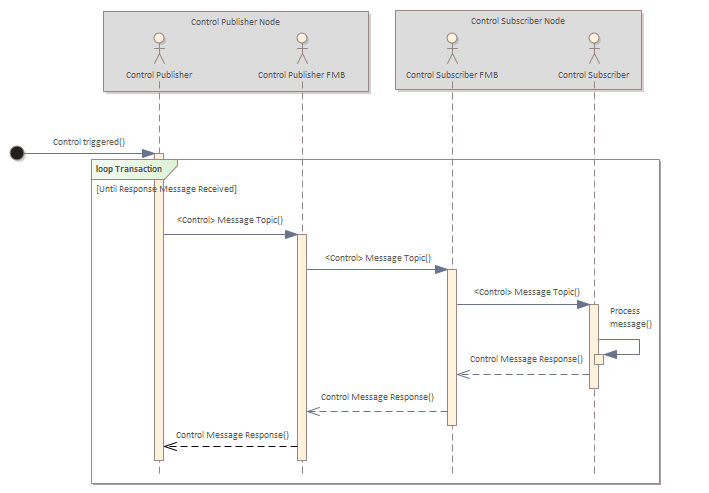 Control Publisher Node
Control Subscriber Node
Control Publisher
Control Publisher FMB
Control Subscriber FMB
Control Subscriber
Control triggered()
loop Transaction
[Until Response Message Received]
<Control> Message Topic()
<Control> Message Topic()
<Control> Message Topic()
Process
message()
Control Message Response()
Control Message Response()
Control Message Response()